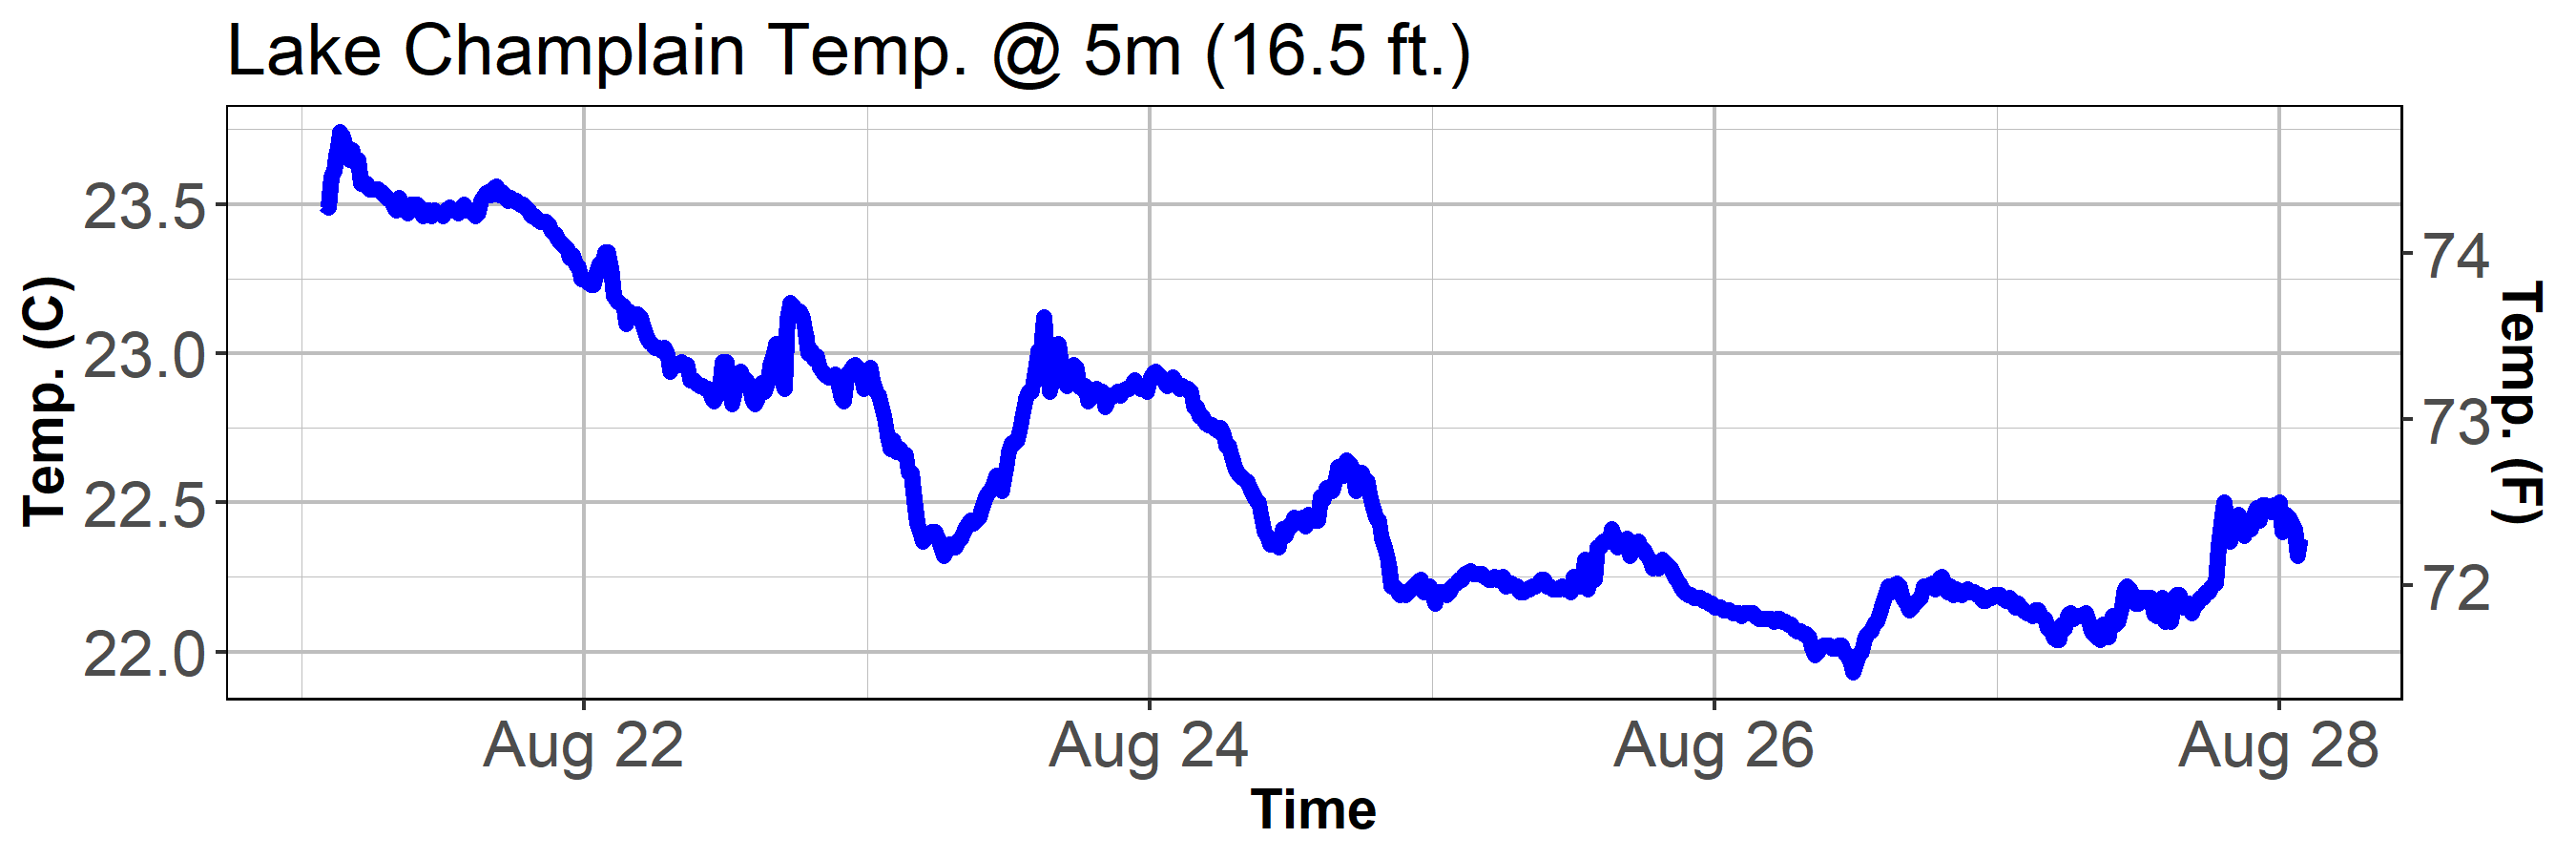 Lake Champlain Temp. @ 5m (16.5 ft.)
Temp. (C)
23.5
23.0
22.5
22.0
74
73
72
Temp. (F)
Aug 22 Aug 24 Aug 26 Aug 28
Time